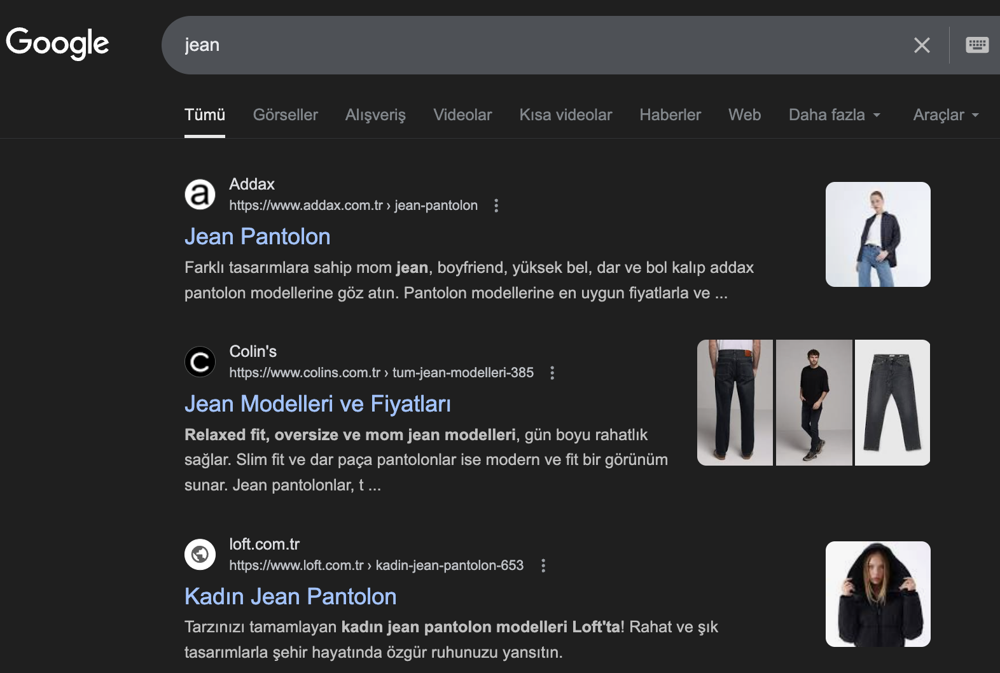 Google
jean
Tümü Görseller Alışveriş Videolar Kısa videolar Haberler Web Daha fazla Araçlar
a
Addax
https://www.addax.com.tr › jean-pantolon
Jean Pantolon
Farklı tasarımlara sahip mom jean, boyfriend, yüksek bel, dar ve bol kalıp addax
pantolon modellerine göz atın. Pantolon modellerine en uygun fiyatlarla ve ...
C
Colin's
https://www.colins.com.tr › tum-jean-modelleri-385
Jean Modelleri ve Fiyatları
Relaxed fit, oversize ve mom jean modelleri, gün boyu rahatlık
sağlar. Slim fit ve dar paça pantolonlar ise modern ve fit bir görünüm
sunar. Jean pantolonlar, t ...
loft.com.tr
https://www.loft.com.tr › kadin-jean-pantolon-653
Kadın Jean Pantolon
Tarzınızı tamamlayan kadın jean pantolon modelleri Loft'ta! Rahat ve şık
tasarımlarla şehir hayatında özgür ruhunuzu yansıtın.